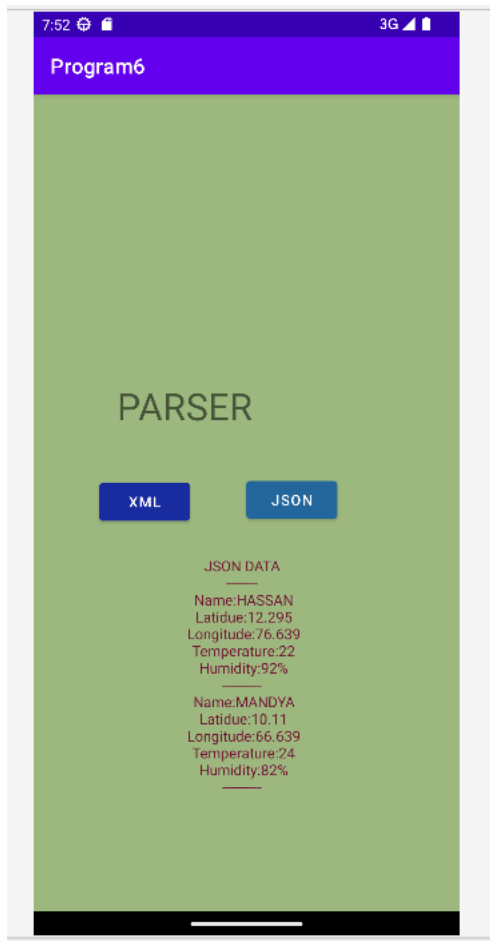 7:52 3G
Program6
PARSER
XML JSON
JSON DATA
--------
Name:HASSAN
Latidue:12.295
Longitude:76.639
Temperature:22
Humidity:92%
----------
Name:MANDYA
Latidue:10.11
Longitude:66.639
Temperature:24
Humidity:82%
----------